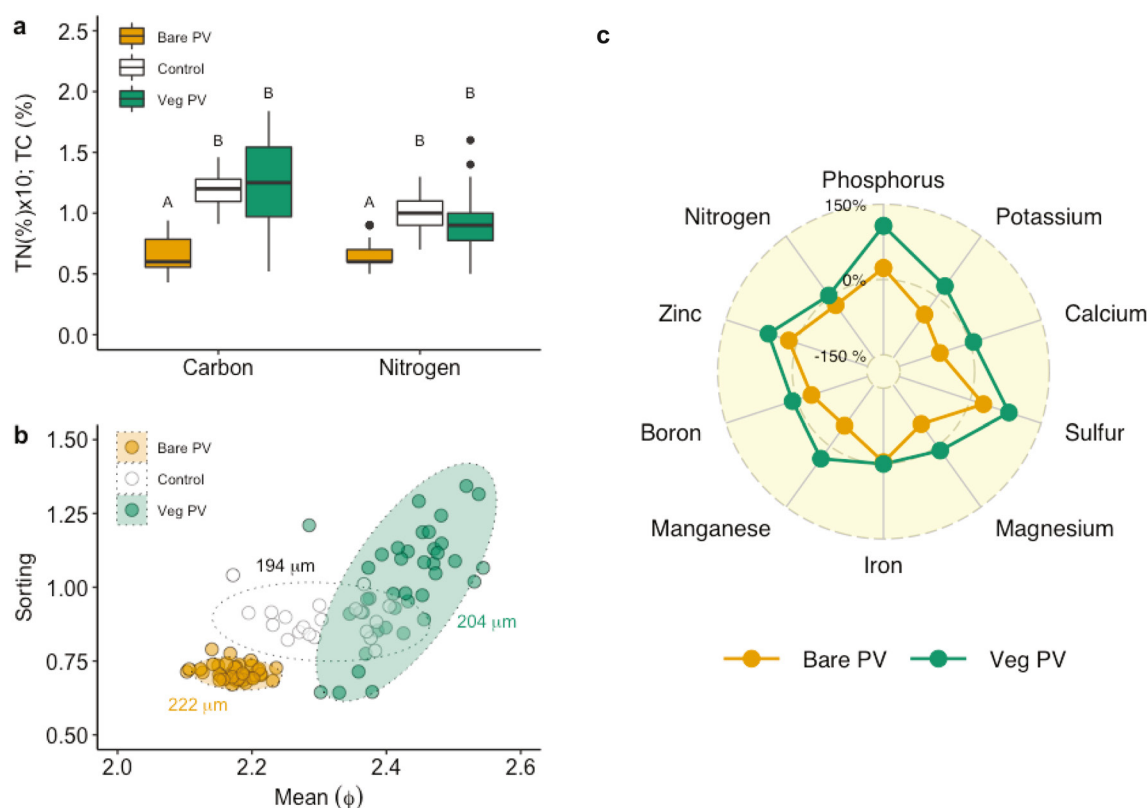 a
2.5
2.0
1.5
1.0
0.5
0.0
TN(%)x10; TC (%)
Bare PV
Control
Veg PV
A
B
B
A
B
B
Carbon
Nitrogen
b
1.50
1.25
1.00
0.75
0.50
Sorting
Bare PV
Control
Veg PV
194 μm
204 μm
222 μm
2.0
2.2
2.4
2.6
Mean (ϕ)
c
Phosphorus
150%
Nitrogen
Potassium
0%
Zinc
Calcium
-150 %
Boron
Sulfur
Manganese
Magnesium
Iron
Bare PV
Veg PV